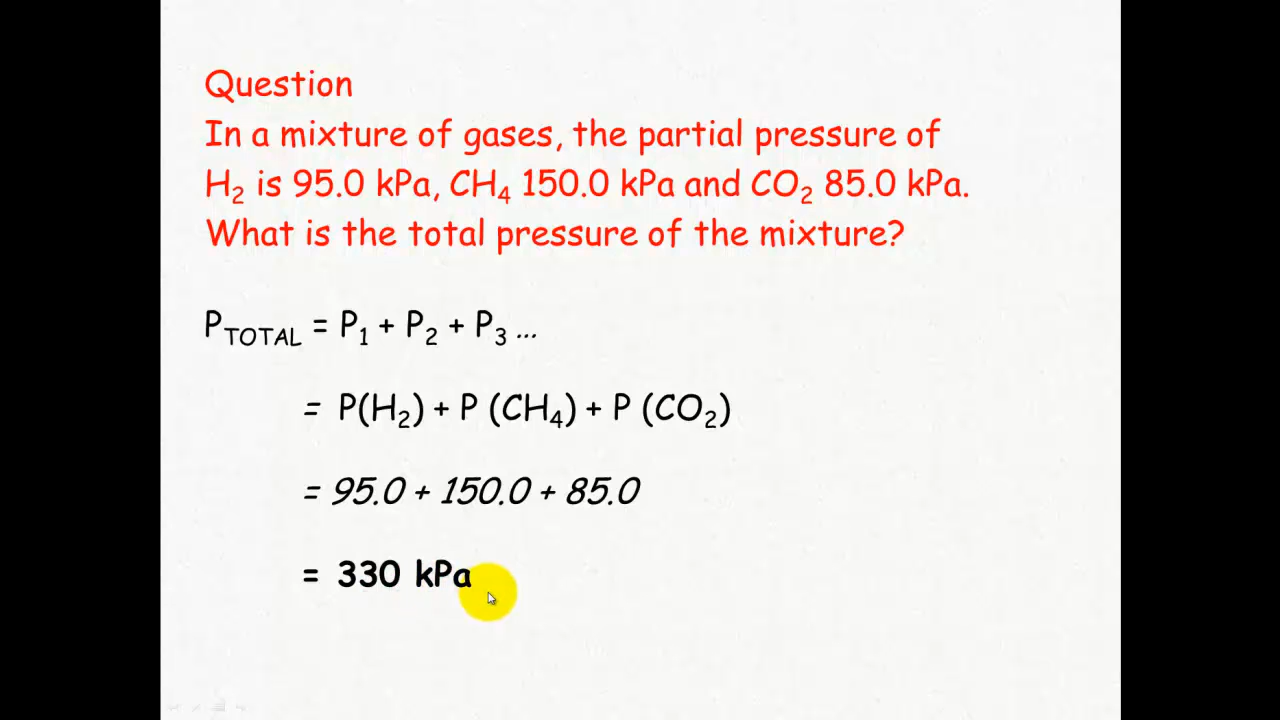 Question
In a mixture of gases, the partial pressure of
H₂ is 95.0 kPa, CH₄ 150.0 kPa and CO₂ 85.0 kPa.
What is the total pressure of the mixture?
P_TOTAL = P₁ + P₂ + P₃ ...
= P(H₂) + P (CH₄) + P (CO₂)
= 95.0 + 150.0 + 85.0
= 330 kPa